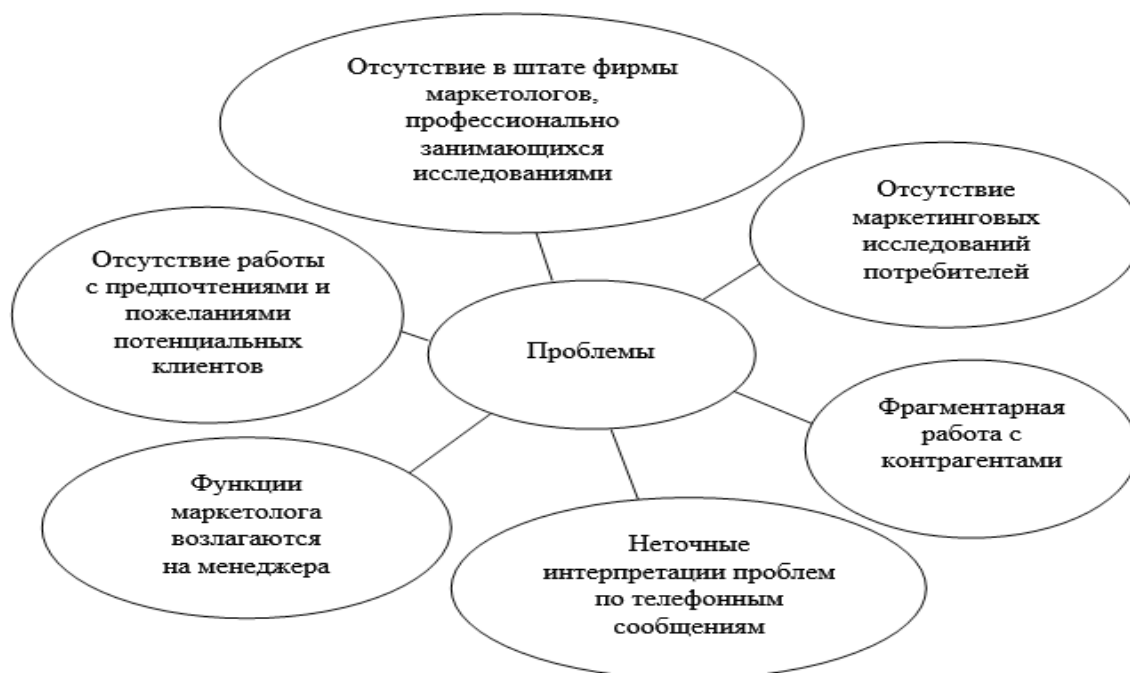 Отсутствие в штате фирмы
маркетологов,
профессионально
занимающихся
исследованиями
Отсутствие
маркетинговых
исследований
потребителей
Отсутствие работы
с предпочтениями и
пожеланиями
потенциальных
клиентов
Проблемы
Фрагментарная
работа с
контрагентами
Функции
маркетолога
возлагаются
на менеджера
Неточные
интерпретации проблем
по телефонным
сообщениям